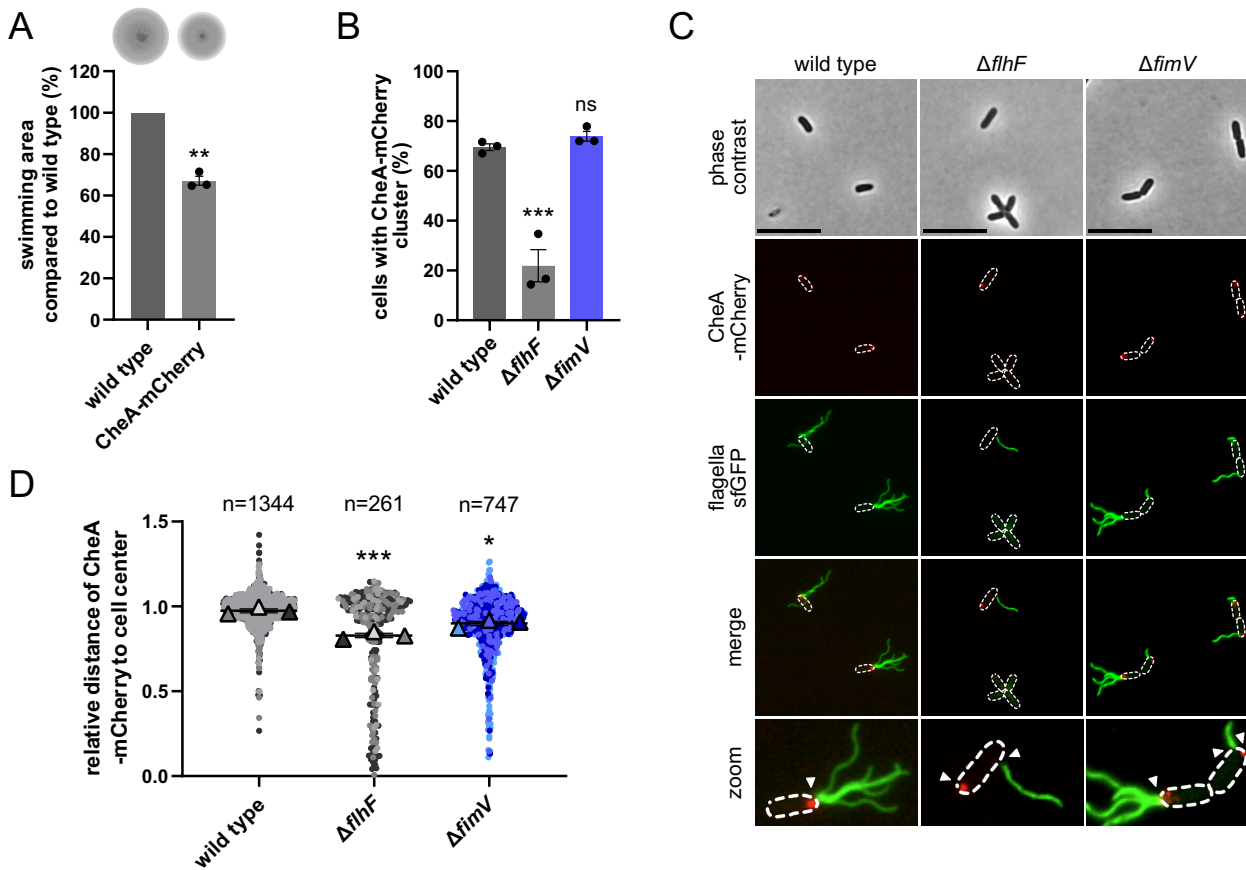 A
swimming area
compared to wild type (%)
120
100
80
60
40
20
0
**
wild type
CheA-mCherry
B
cells with CheA-mCherry
cluster (%)
100
80
60
40
20
0
***
ns
wild type
ΔflhF
ΔfimV
C
wild type
ΔflhF
ΔfimV
phase
contrast
CheA
-mCherry
flagella
sfGFP
merge
zoom
D
relative distance of CheA
-mCherry to cell center
1.5
1.0
0.5
0.0
n=1344
n=261
n=747
***
*
wild type
ΔflhF
ΔfimV